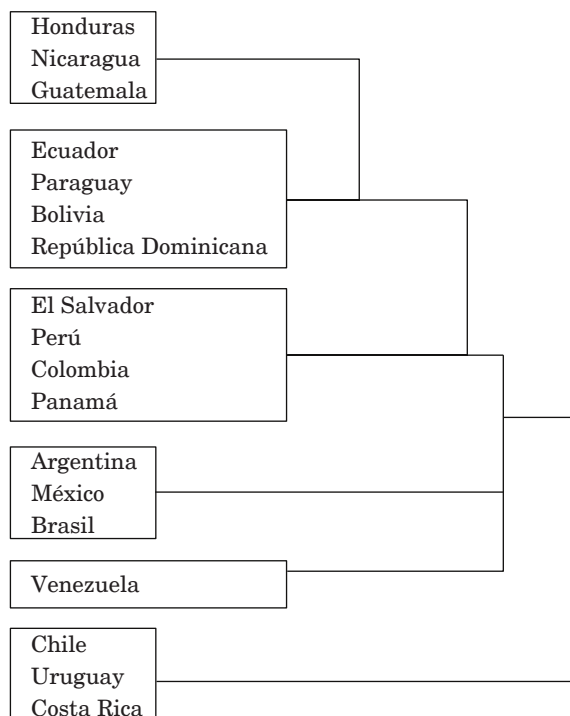 Honduras
Nicaragua
Guatemala
Ecuador
Paraguay
Bolivia
República Dominicana
El Salvador
Perú
Colombia
Panamá
Argentina
México
Brasil
Venezuela
Chile
Uruguay
Costa Rica